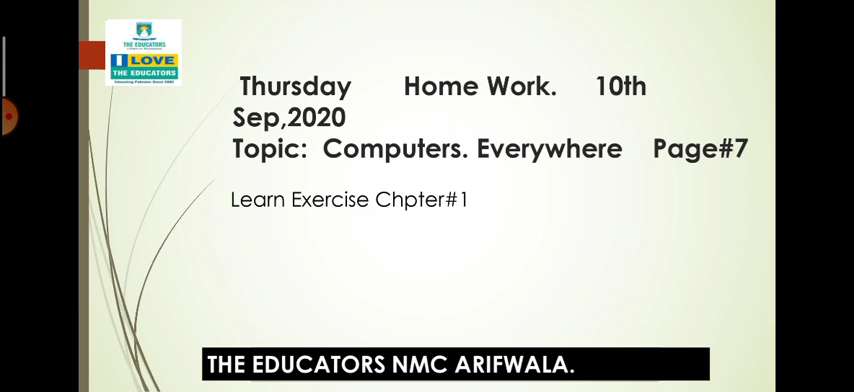 THE EDUCATORS
I LOVE
THE EDUCATORS
Thursday Home Work. 10th
Sep,2020
Topic: Computers. Everywhere Page#7
Learn Exercise Chpter#1
THE EDUCATORS NMC ARIFWALA.